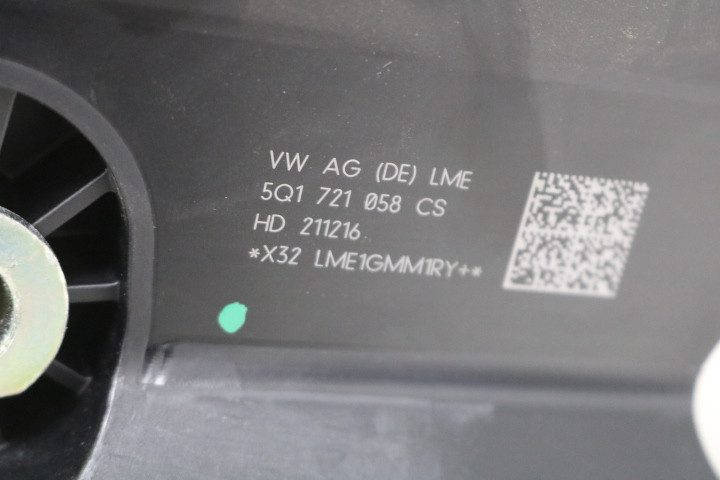 VW AG (DE) LME
5Q1 721 058 CS
HD 211216
*X32 LME1GMM1RY+*